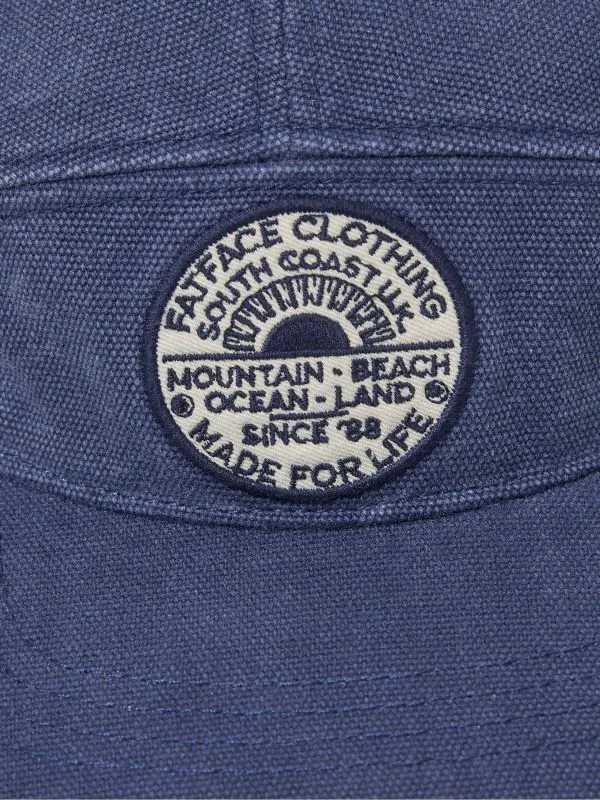 FATFACE CLOTHING
SOUTH COAST U.K.
MOUNTAIN - BEACH
OCEAN - LAND
SINCE '88
MADE FOR LIFE